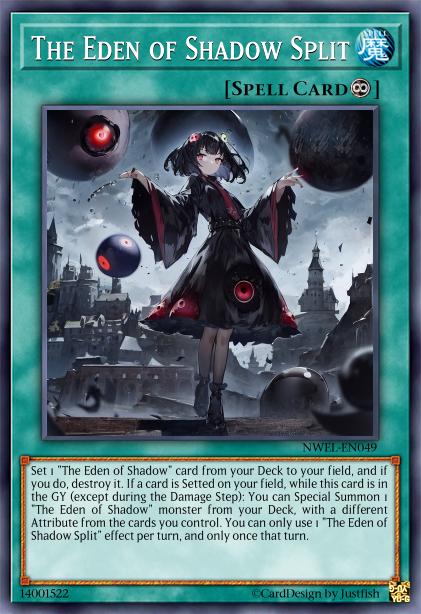 The Eden of Shadow Split
SPELL
魔
[Spell Card]
NWEL-EN049
Set 1 "The Eden of Shadow" card from your Deck to your field, and if
you do, destroy it. If a card is Setted on your field, while this card is in
the GY (except during the Damage Step): You can Special Summon 1
"The Eden of Shadow" monster from your Deck, with a different
Attribute from the cards you control. You can only use 1 "The Eden of
Shadow Split" effect per turn, and only once that turn.
14001522
©CardDesign by Justfish